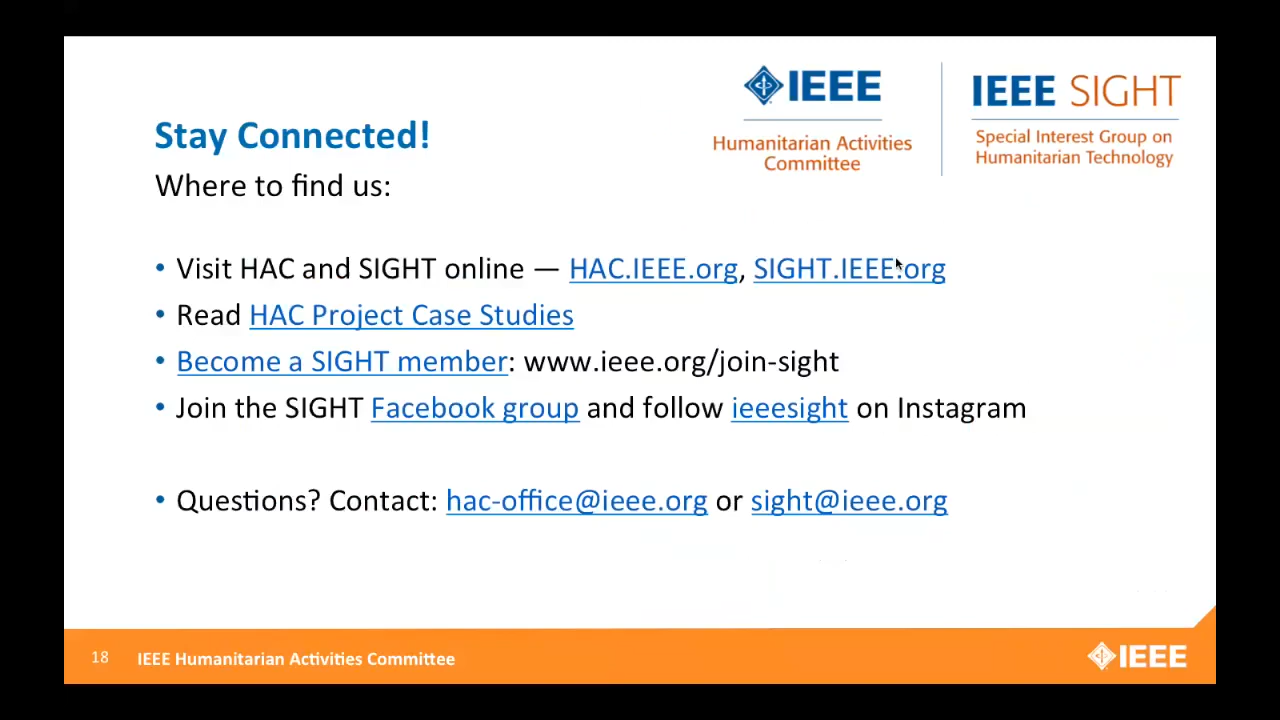 IEEE
Humanitarian Activities
Committee
IEEE SIGHT
Special Interest Group on
Humanitarian Technology
Stay Connected!
Where to find us:
• Visit HAC and SIGHT online — HAC.IEEE.org, SIGHT.IEEE.org
• Read HAC Project Case Studies
• Become a SIGHT member: www.ieee.org/join-sight
• Join the SIGHT Facebook group and follow ieeesight on Instagram
• Questions? Contact: hac-office@ieee.org or sight@ieee.org
18 IEEE Humanitarian Activities Committee
IEEE